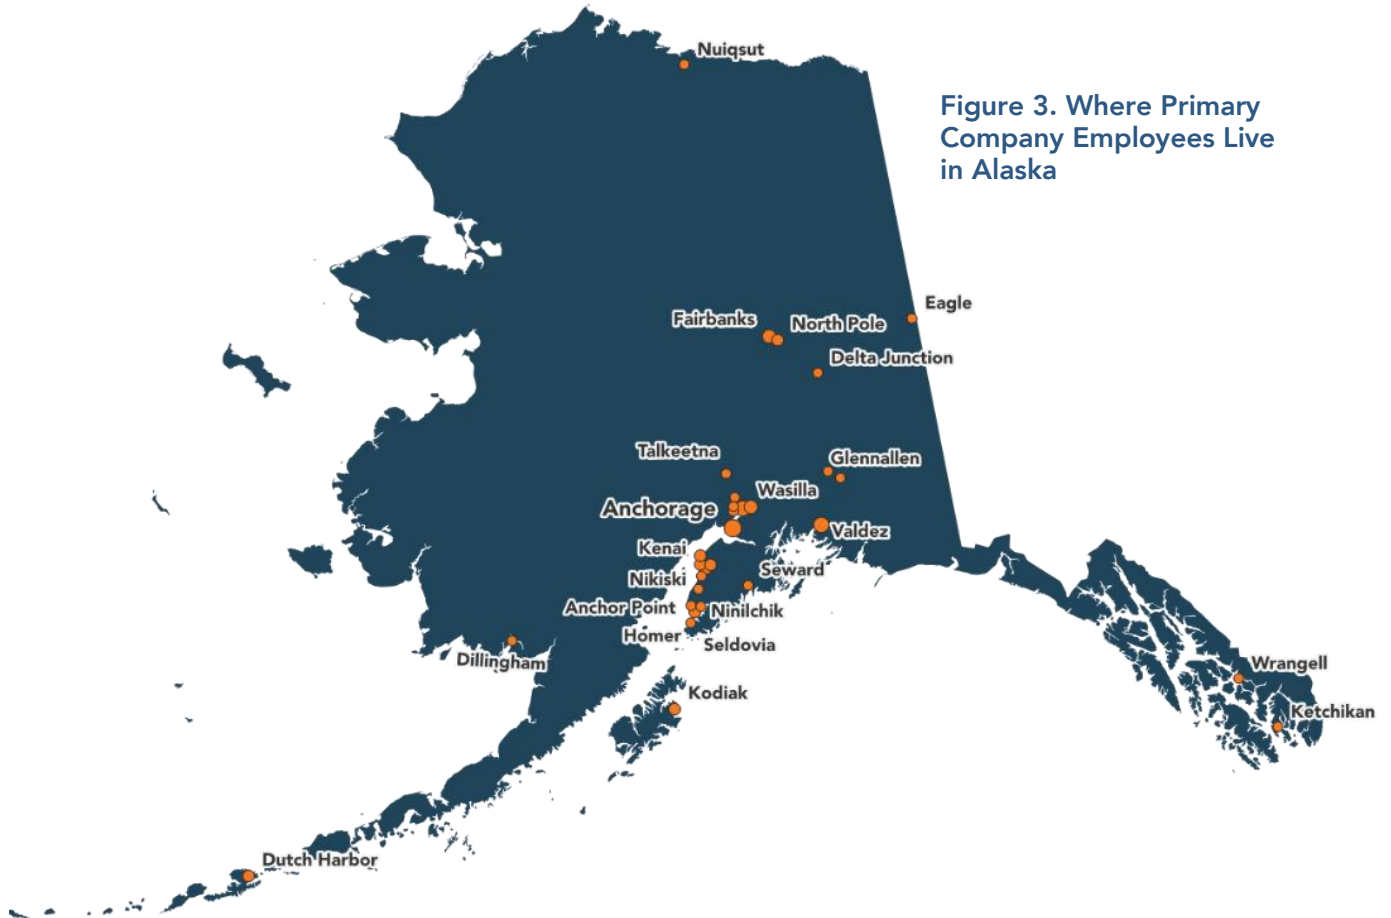 Nuiqsut
Figure 3. Where Primary
Company Employees Live
in Alaska
Eagle
Fairbanks
North Pole
Delta Junction
Talkeetna
Glennallen
Wasilla
Anchorage
Valdez
Kenai
Seward
Nikiski
Anchor Point
Ninilchik
Homer
Seldovia
Dillingham
Wrangell
Kodiak
Ketchikan
Dutch Harbor